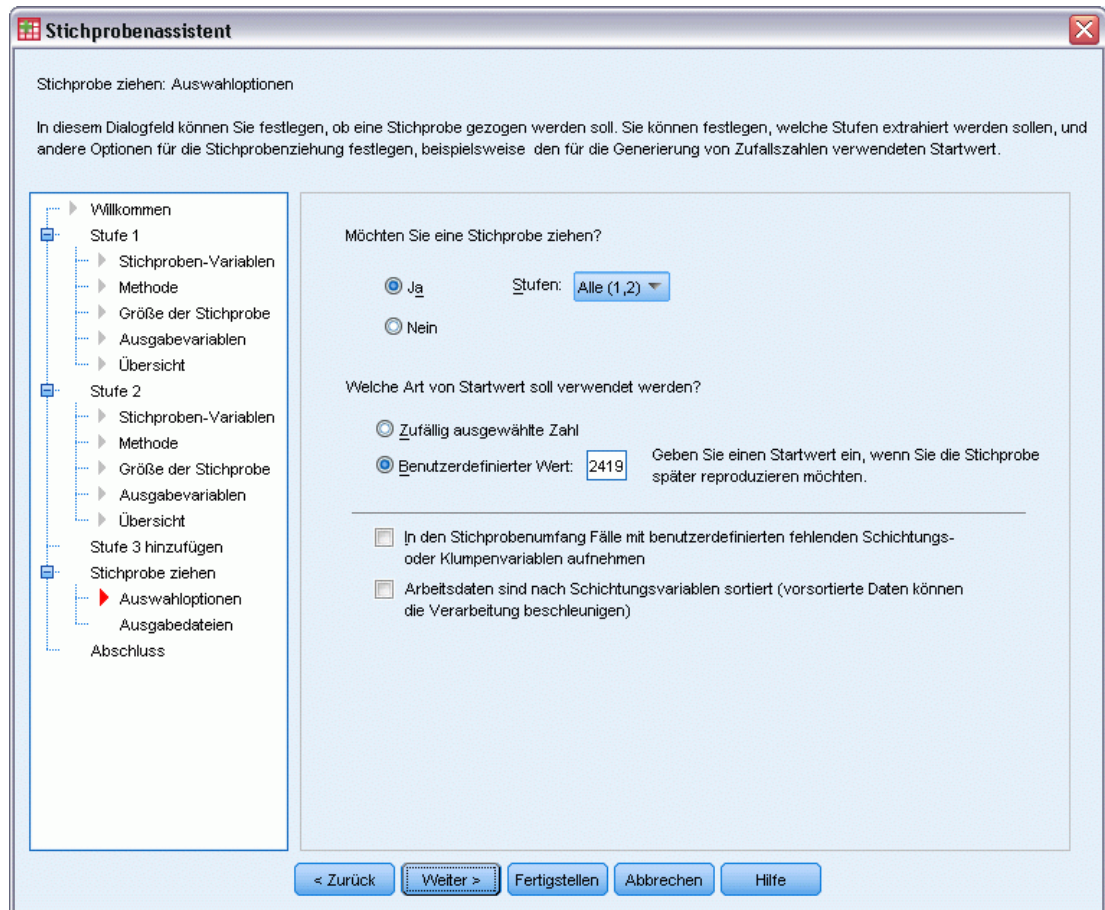 Stichprobenassistent
Stichprobe ziehen: Auswahloptionen
In diesem Dialogfeld können Sie festlegen, ob eine Stichprobe gezogen werden soll. Sie können festlegen, welche Stufen extrahiert werden sollen, und
andere Optionen für die Stichprobenziehung festlegen, beispielsweise den für die Generierung von Zufallszahlen verwendeten Startwert.
Willkommen
Stufe 1
Stichproben-Variablen
Methode
Größe der Stichprobe
Ausgabevariablen
Übersicht
Stufe 2
Stichproben-Variablen
Methode
Größe der Stichprobe
Ausgabevariablen
Übersicht
Stufe 3 hinzufügen
Stichprobe ziehen
Auswahloptionen
Ausgabedateien
Abschluss
Möchten Sie eine Stichprobe ziehen?
Ja Stufen: Alle (1,2)
Nein
Welche Art von Startwert soll verwendet werden?
Zufällig ausgewählte Zahl
Benutzerdefinierter Wert: 2419
Geben Sie einen Startwert ein, wenn Sie die Stichprobe
später reproduzieren möchten.
In den Stichprobenumfang Fälle mit benutzerdefinierten fehlenden Schichtungs-
oder Klumpenvariablen aufnehmen
Arbeitsdaten sind nach Schichtungsvariablen sortiert (vorsortierte Daten können
die Verarbeitung beschleunigen)
< Zurück Weiter > Fertigstellen Abbrechen Hilfe